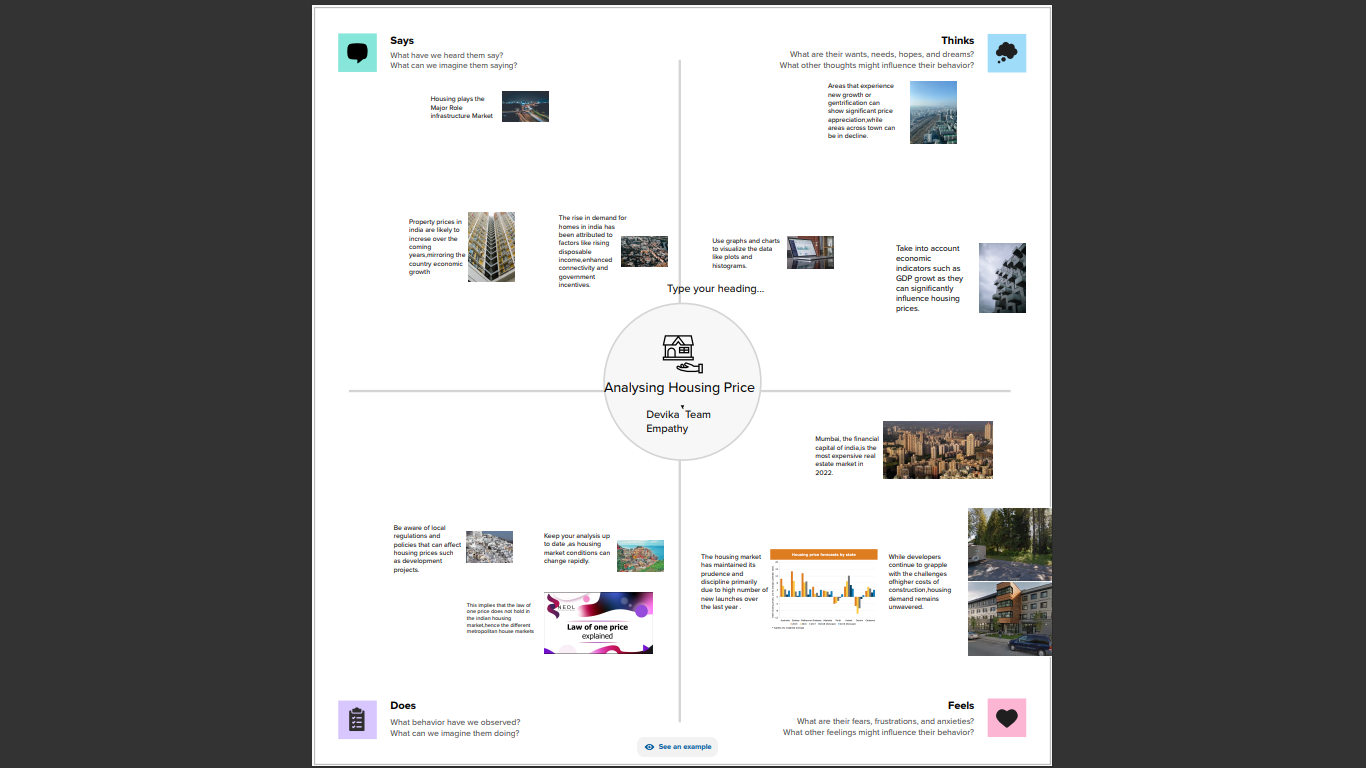 Says
What have we heard them say?
What can we imagine them saying?
Thinks
What are their wants, needs, hopes, and dreams?
What other thoughts might influence their behavior?
Housing plays the
Major Role
infrastructure Market
Areas that experience
new growth or
gentrification can
show significant price
appreciation,while
areas across town can
be in decline.
Property prices in
india are likely to
increse over the
coming
years,mirroring the
country economic
growth
The rise in demand for
homes in india has
been attributed to
factors like rising
disposable
income,enhanced
connectivity and
government
incentives.
Use graphs and charts
to visualize the data
like plots and
histograms.
Take into account
economic
indicators such as
GDP growt as they
can significantly
influence housing
prices.
Type your heading...
Analysing Housing Price
Devika Team
Empathy
Mumbai, the financial
capital of india,is the
most expensive real
estate market in
2022.
Be aware of local
regulations and
policies that can affect
housing prices such
as development
projects.
Keep your analysis up
to date ,as housing
market conditions can
change rapidly.
This implies that the law of
one price does not hold in
the indian housing
market,hence the different
metropolitan house markets
NEOL
Law of one price
explained
The housing market
has maintained its
prudence and
discipline primarily
due to high number of
new launches over
the last year .
Housing price forecasts by state
While developers
continue to grapple
with the challenges
ofhigher costs of
construction,housing
demand remains
unwavered.
Does
What behavior have we observed?
What can we imagine them doing?
Feels
What are their fears, frustrations, and anxieties?
What other feelings might influence their behavior?
See an example